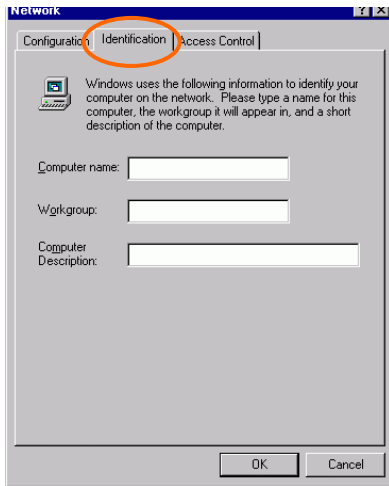 Network ? X
Configuration Identification Access Control
Windows uses the following information to identify your
computer on the network. Please type a name for this
computer, the workgroup it will appear in, and a short
description of the computer.
Computer name:
Workgroup:
Computer
Description:
OK Cancel